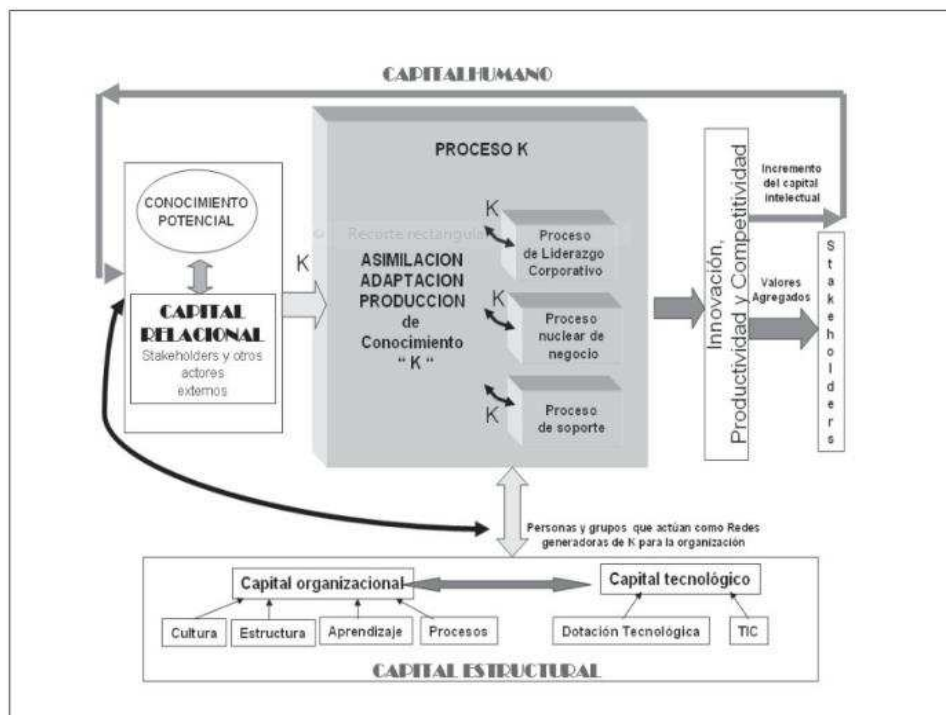 CAPITALHUMANO
PROCESO K
CONOCIMIENTO
POTENCIAL
CAPITAL
RELACIONAL
Stakeholders y otros
actores
externos
K
Recorte rectangular
ASIMILACION
ADAPTACION
PRODUCCION
de
Conocimiento
“ K “
K
Proceso
de Liderazgo
Corporativo
K
Proceso
nuclear de
negocio
K
Proceso
de soporte
Innovación,
Productividad y Competitividad
Incremento
del capital
intelectual
Valores
Agregados
Stakeholders
Personas y grupos que actúan como Redes
generadoras de K para la organización
Capital organizacional
Capital tecnológico
Cultura
Estructura
Aprendizaje
Procesos
Dotación Tecnológica
TIC
CAPITAL ESTRUCTURAL